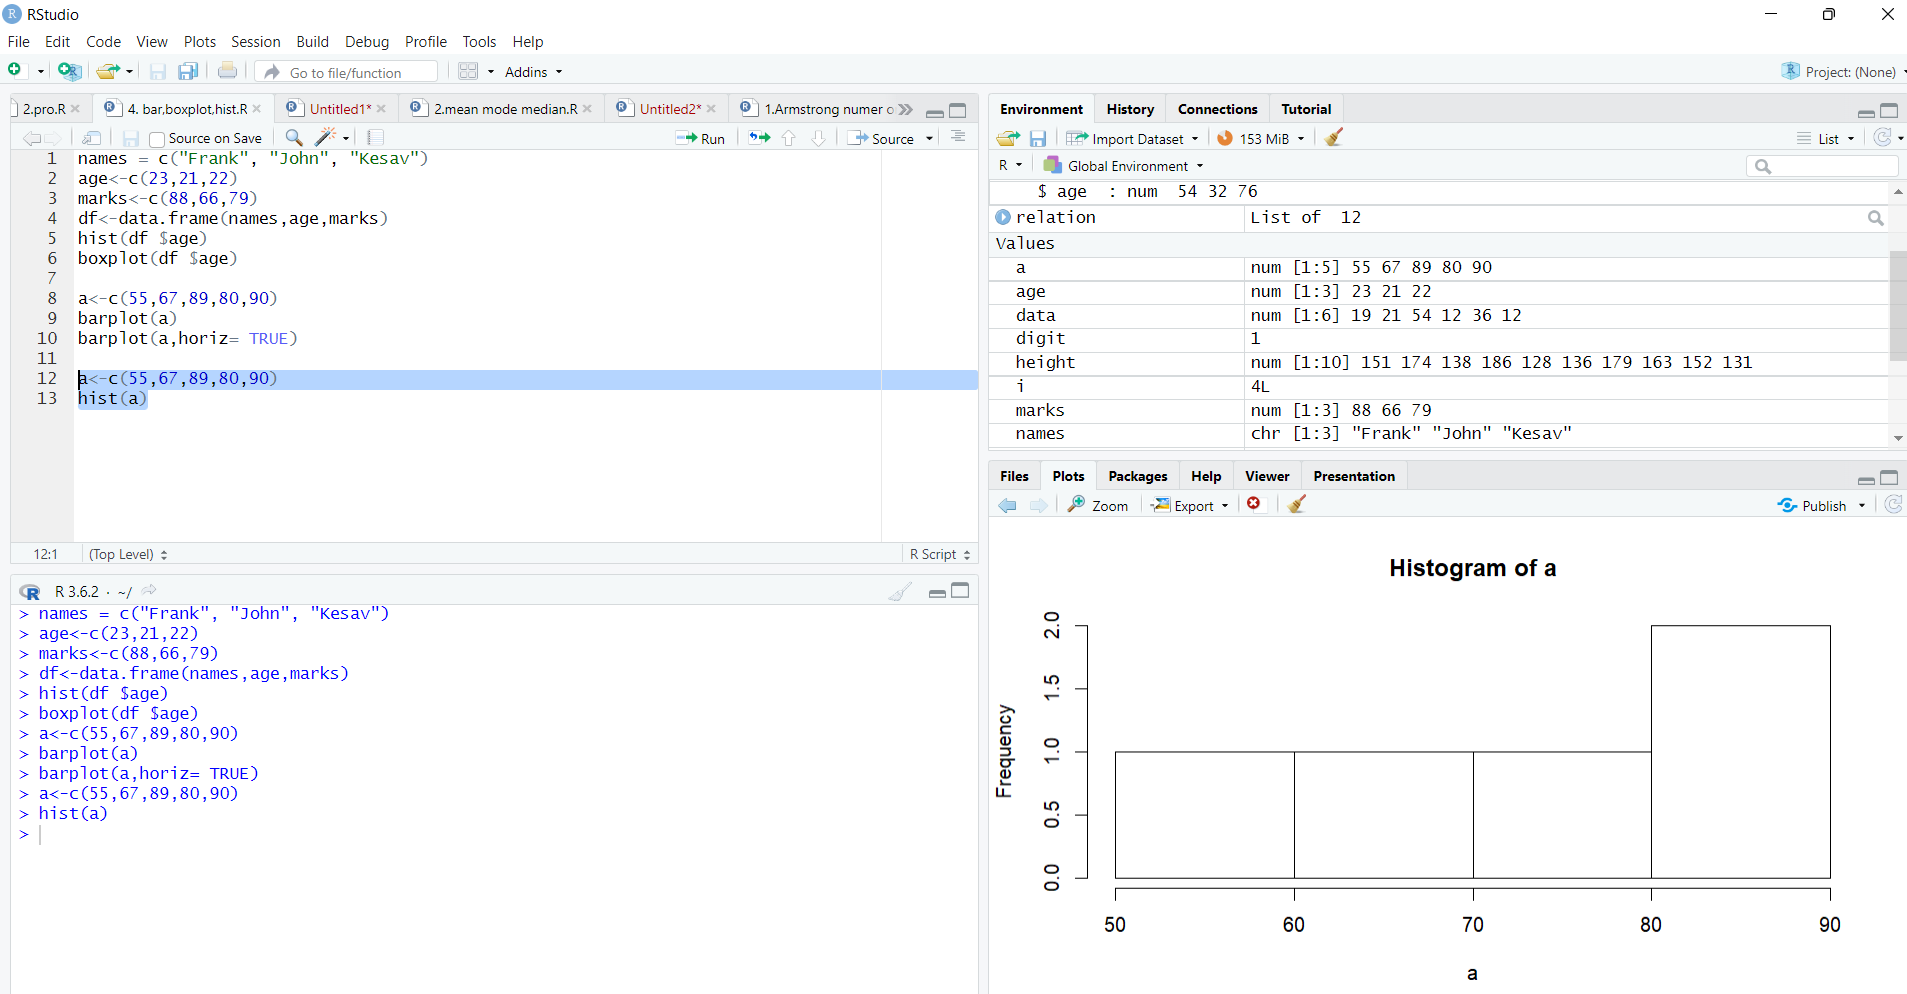 RStudio
File Edit Code View Plots Session Build Debug Profile Tools Help
Go to file/function Addins Project: (None)
2.pro.R 4. bar,boxplot,hist.R Untitled1* 2.mean mode median.R Untitled2* 1.Armstrong numer
Source on Save Run Source
1 names = c("Frank", "John", "Kesav")
2 age<-c(23,21,22)
3 marks<-c(88,66,79)
4 df<-data.frame(names,age,marks)
5 hist(df $age)
6 boxplot(df $age)
7
8 a<-c(55,67,89,80,90)
9 barplot(a)
10 barplot(a,horiz= TRUE)
11
12 a<-c(55,67,89,80,90)
13 hist(a)
12:1 (Top Level) R Script
R 3.6.2 · ~/
> names = c("Frank", "John", "Kesav")
> age<-c(23,21,22)
> marks<-c(88,66,79)
> df<-data.frame(names,age,marks)
> hist(df $age)
> boxplot(df $age)
> a<-c(55,67,89,80,90)
> barplot(a)
> barplot(a,horiz= TRUE)
> a<-c(55,67,89,80,90)
> hist(a)
>
Environment History Connections Tutorial
Import Dataset 153 MiB List
R Global Environment
$ age : num 54 32 76
relation List of 12
Values
a num [1:5] 55 67 89 80 90
age num [1:3] 23 21 22
data num [1:6] 19 21 54 12 36 12
digit 1
height num [1:10] 151 174 138 186 128 136 179 163 152 131
i 4L
marks num [1:3] 88 66 79
names chr [1:3] "Frank" "John" "Kesav"
Files Plots Packages Help Viewer Presentation
Zoom Export Publish
Histogram of a
Frequency
2.0
1.5
1.0
0.5
0.0
50 60 70 80 90
a